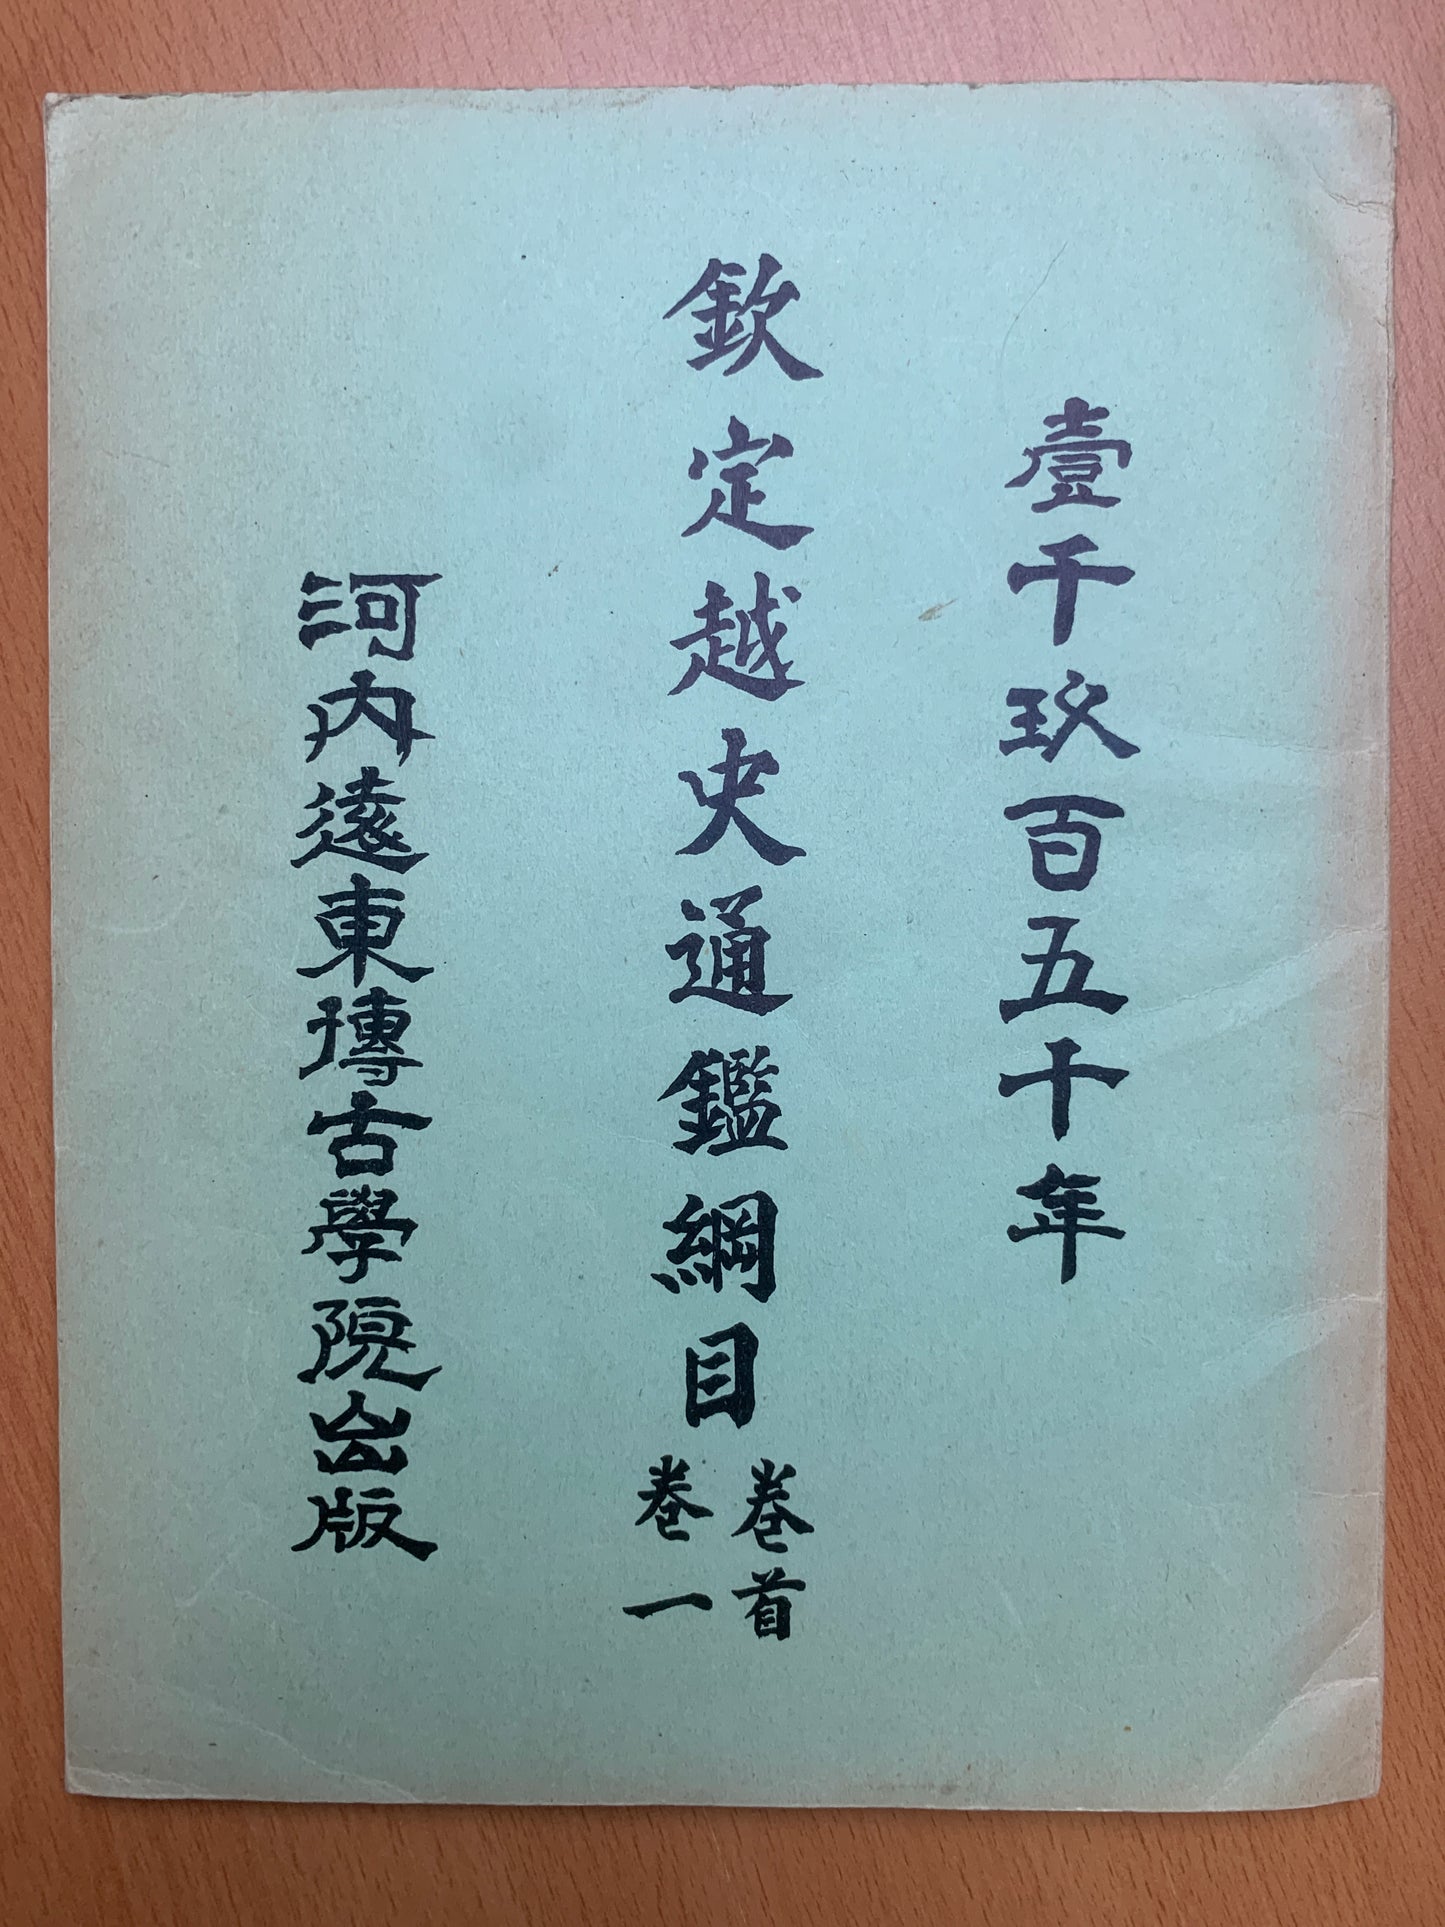 壹千玖百五十年
欽定越史通鑑綱目
卷首
卷一
河內遠東博古學院出版